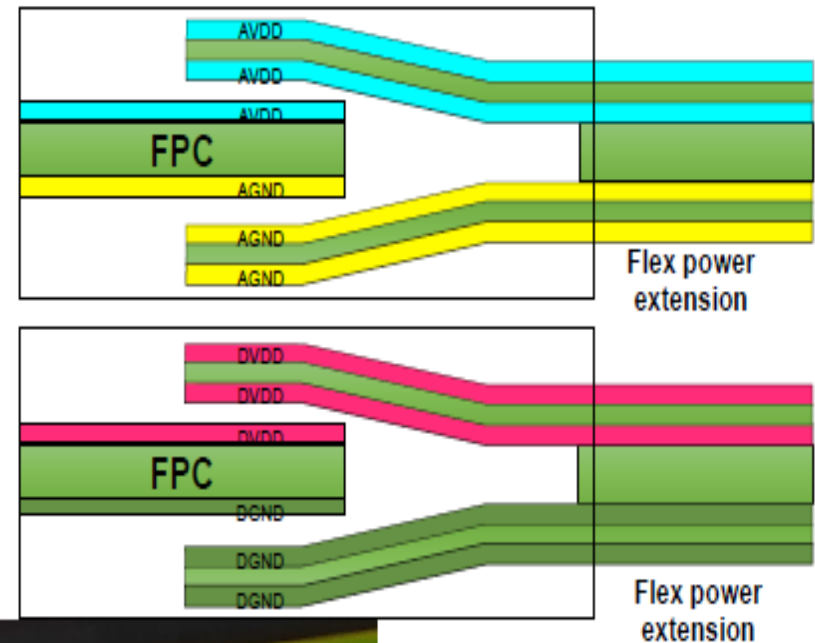 AVDD
AVDD
AVDD
FPC
AGND
AGND
AGND
Flex power
extension
DVDD
DVDD
DVDD
FPC
DGND
DGND
DGND
Flex power
extension